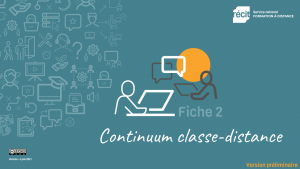 récit
Service national
FORMATION À DISTANCE
Fiche 2
Continuum classe-distance
Version préliminaire